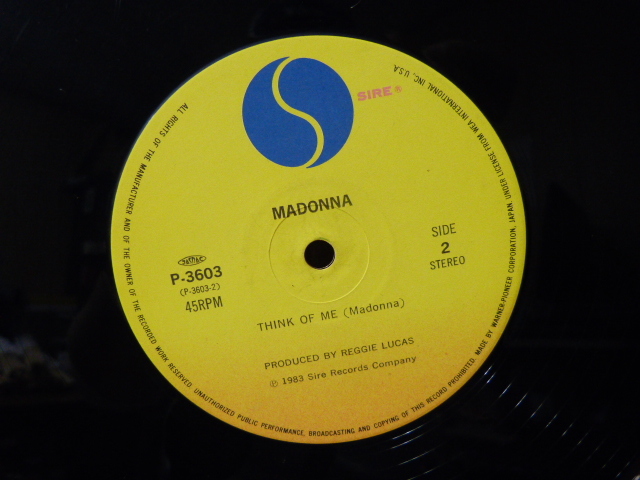 SIRE ®
MADONNA
SIDE
2
STEREO
P-3603
(P-3603-2)
45RPM
THINK OF ME (Madonna)
PRODUCED BY REGGIE LUCAS
℗ 1983 Sire Records Company
ALL RIGHTS OF THE MANUFACTURER AND OF THE OWNER OF THE RECORDED WORK RESERVED. UNAUTHORIZED PUBLIC PERFORMANCE, BROADCASTING AND COPYING OF THIS RECORD PROHIBITED. MADE BY WARNER-PIONEER CORPORATION, JAPAN UNDER LICENSE FROM WEA INTERNATIONAL INC., U.S.A.